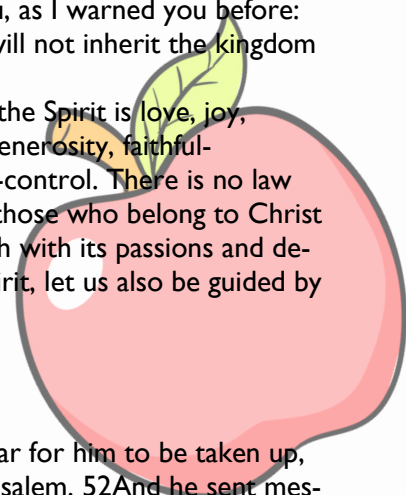 , as I warned you before:
will not inherit the kingdom
the Spirit is love, joy,
enerosity, faithful-
-control. There is no law
those who belong to Christ
h with its passions and de-
irit, let us also be guided by
ar for him to be taken up,
salem. 52And he sent mes-